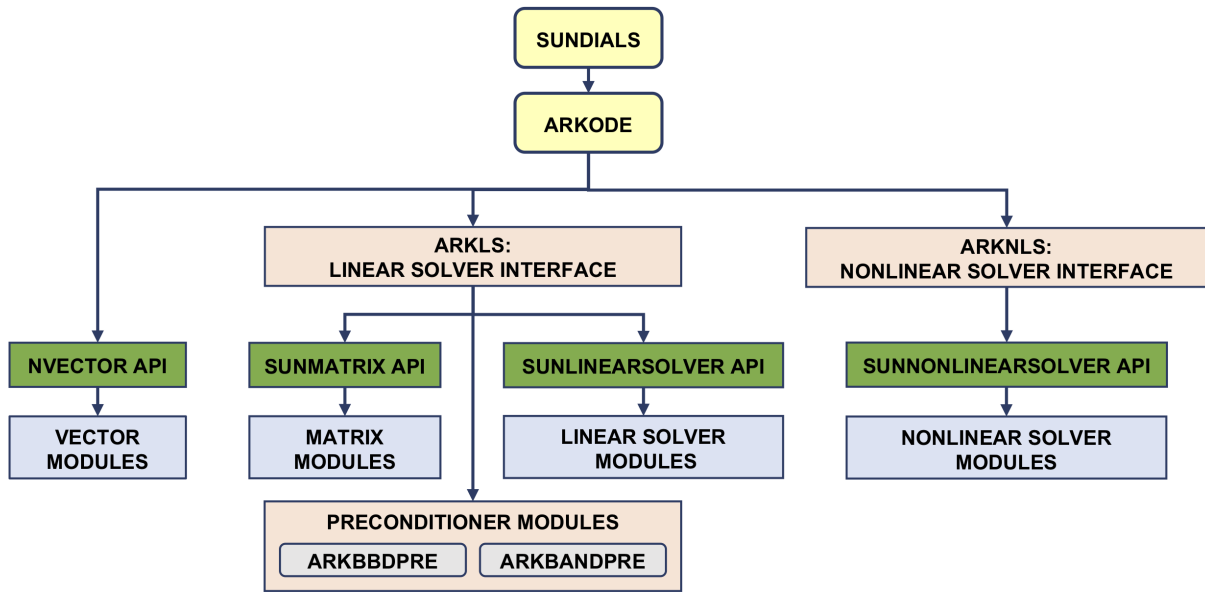 SUNDIALS
ARKODE
ARKLS:
LINEAR SOLVER INTERFACE
ARKNLS:
NONLINEAR SOLVER INTERFACE
NVECTOR API
SUNMATRIX API
SUNLINEARSOLVER API
SUNNONLINEARSOLVER API
VECTOR
MODULES
MATRIX
MODULES
LINEAR SOLVER
MODULES
NONLINEAR SOLVER
MODULES
PRECONDITIONER MODULES
ARKBBDPRE
ARKBANDPRE